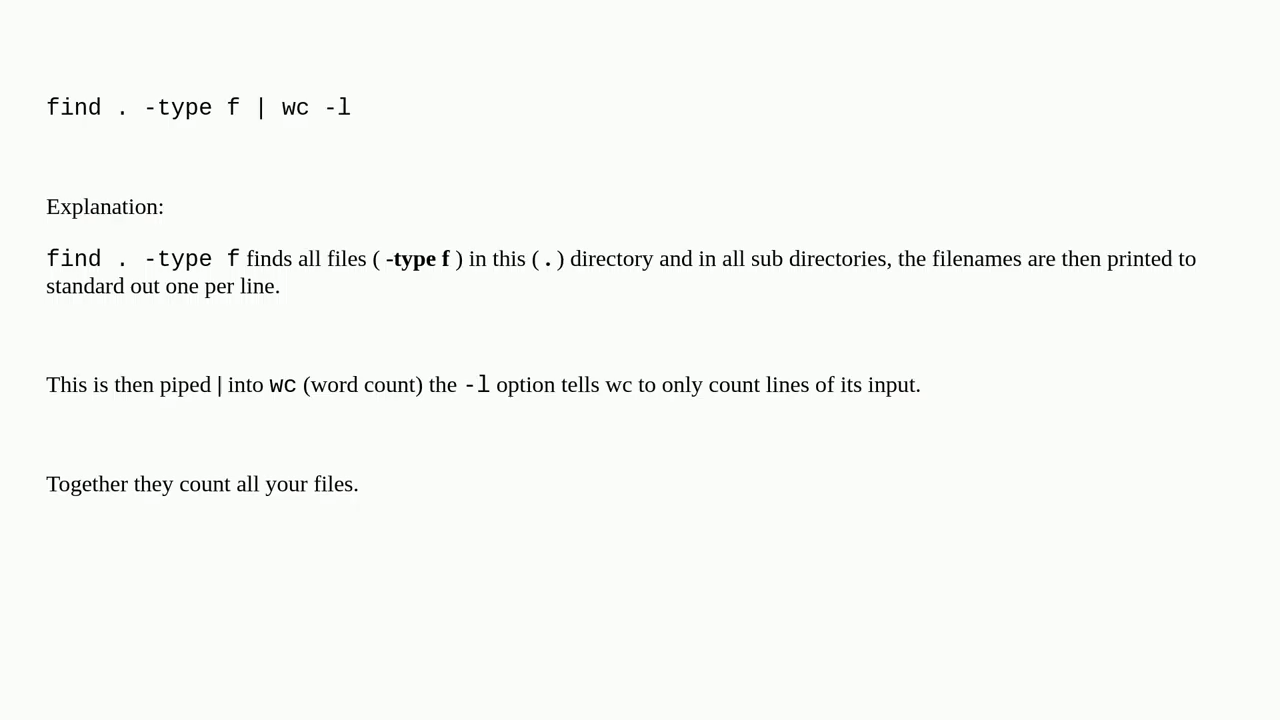 find . -type f | wc -l
Explanation:
find . -type f finds all files ( -type f ) in this ( . ) directory and in all sub directories, the filenames are then printed to
standard out one per line.
This is then piped | into wc (word count) the -l option tells wc to only count lines of its input.
Together they count all your files.